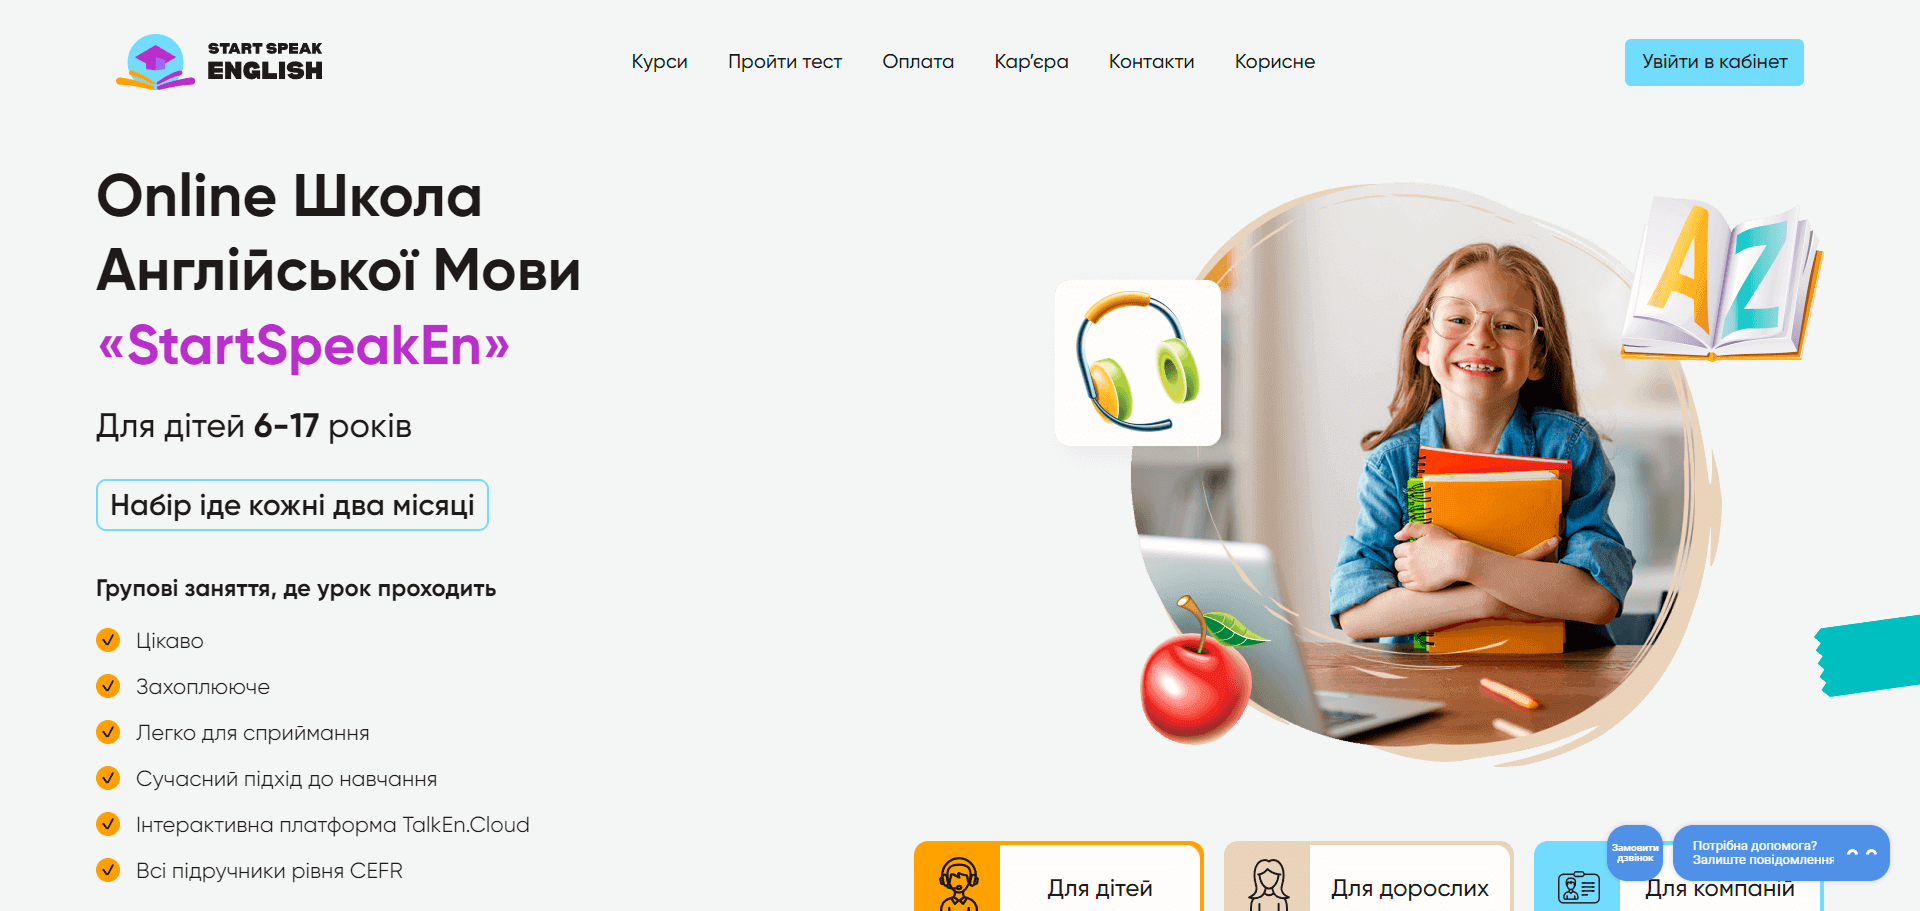 START SPEAK
ENGLISH
Курси
Пройти тест
Оплата
Кар’єра
Контакти
Корисне
Увійти в кабінет
Online Школа
Англійської Мови
«StartSpeakEn»
Для дітей 6-17 років
Набір іде кожні два місяці
Групові заняття, де урок проходить
Цікаво
Захоплююче
Легко для сприймання
Сучасний підхід до навчання
Інтерактивна платформа TalkEn.Cloud
Всі підручники рівня CEFR
A Z
Для дітей
Для дорослих
Для компаній
Замовити
дзвінок
Потрібна допомога?
Залиште повідомлення